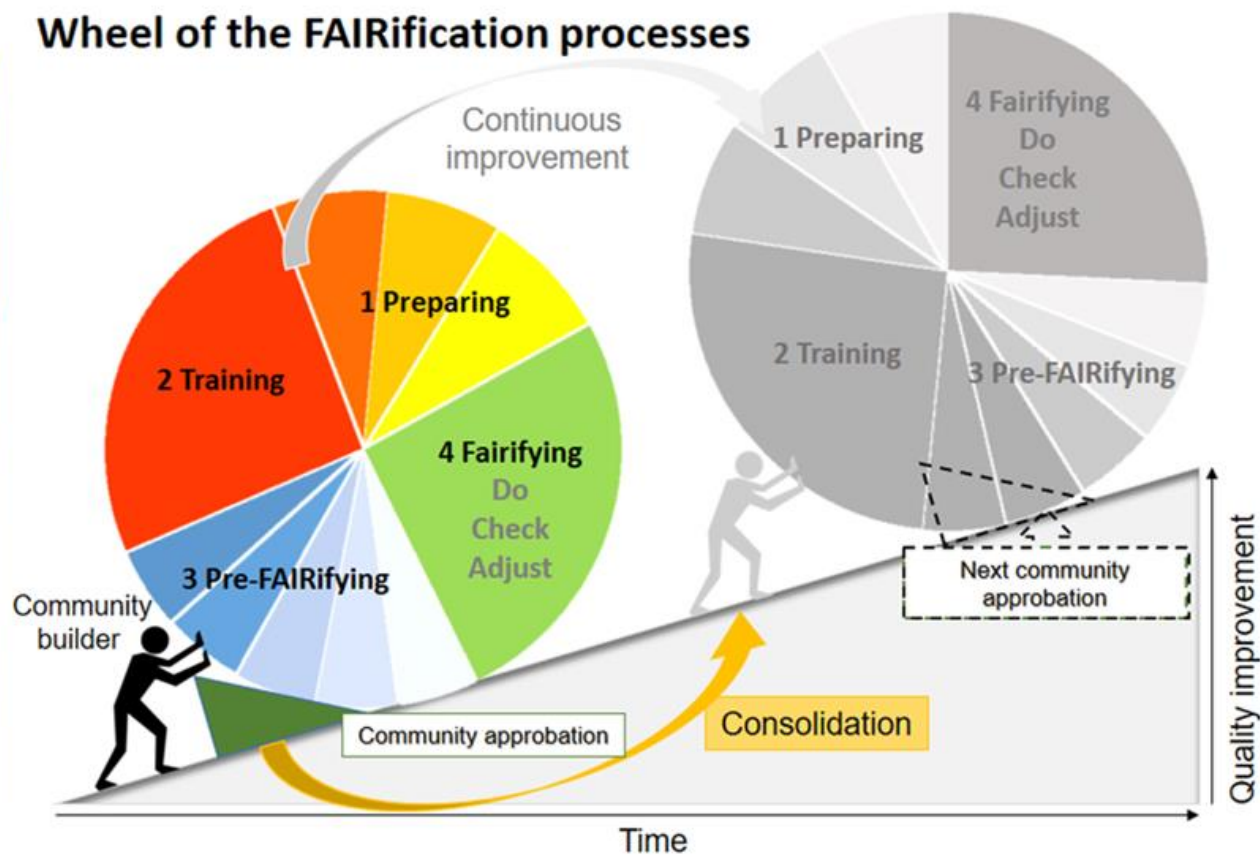 Wheel of the FAIRification processes
Continuous
improvement
1 Preparing
2 Training
3 Pre-FAIRifying
4 Fairifying
Do
Check
Adjust
1 Preparing
2 Training
3 Pre-FAIRifying
4 Fairifying
Do
Check
Adjust
Community
builder
Community approbation
Consolidation
Next community
approbation
Time
Quality improvement